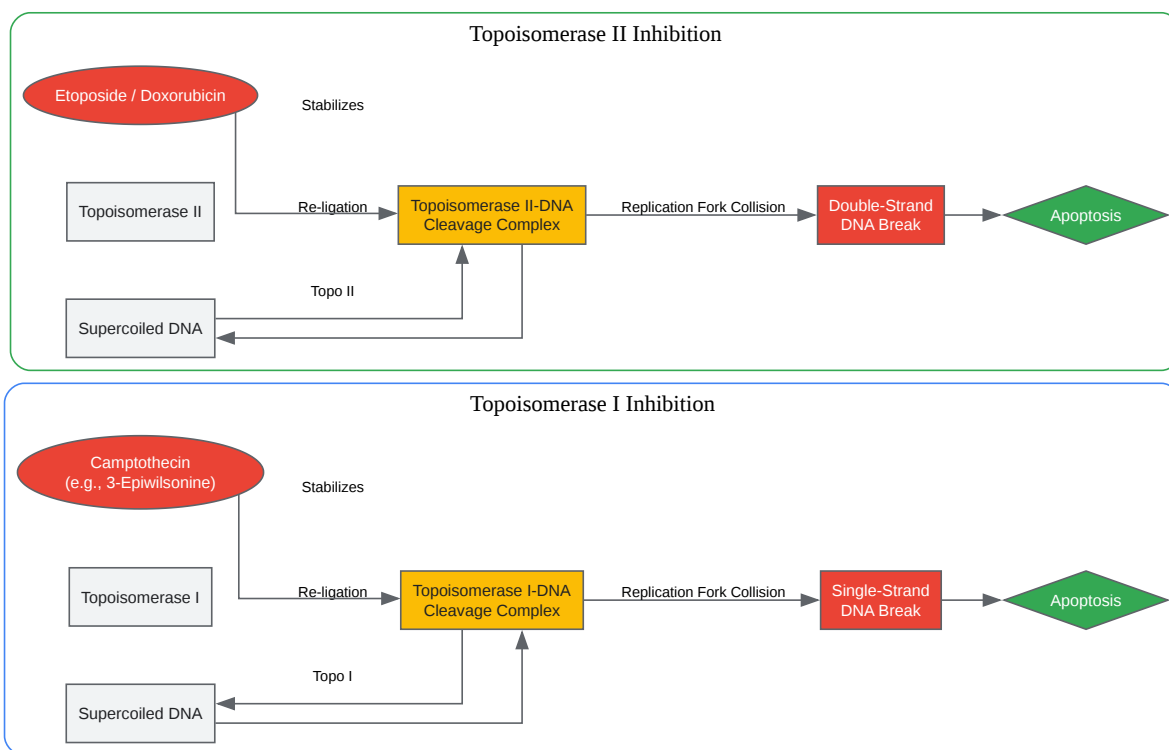 Topoisomerase II Inhibition
Etoposide / Doxorubicin
Stabilizes
Topoisomerase II
Re-ligation
Topoisomerase II-DNA
Cleavage Complex
Replication Fork Collision
Double-Strand
DNA Break
Apoptosis
Topo II
Supercoiled DNA
Topoisomerase I Inhibition
Camptothecin
(e.g., 3-Epiwilsonine)
Stabilizes
Topoisomerase I
Re-ligation
Topoisomerase I-DNA
Cleavage Complex
Replication Fork Collision
Single-Strand
DNA Break
Apoptosis
Topo I
Supercoiled DNA